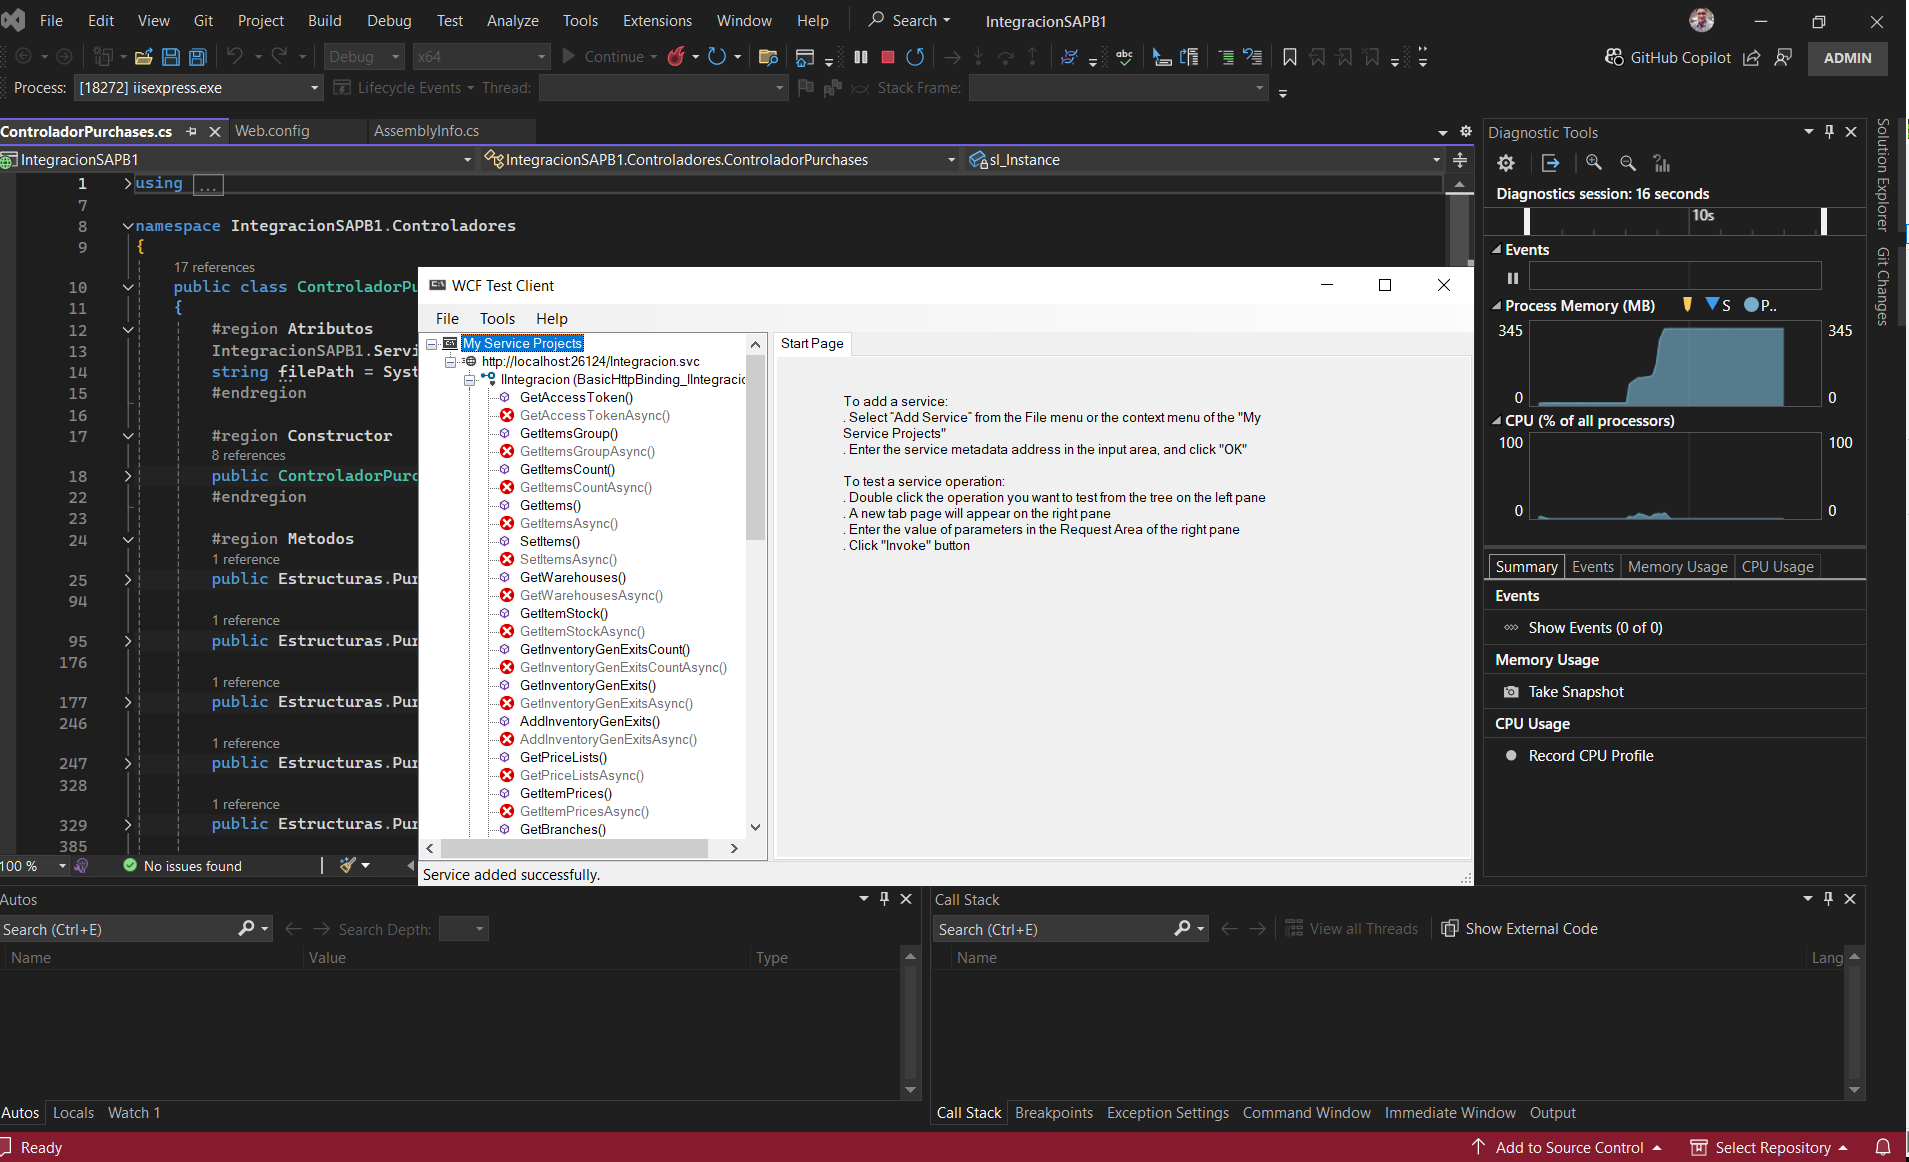 File Edit View Git Project Build Debug Test Analyze Tools Extensions Window Help Search IntegracionSAPB1
Debug x64 Continue abc GitHub Copilot ADMIN
Process: [18272] iisexpress.exe Lifecycle Events Thread: Stack Frame:
ControladorPurchases.cs Web.config AssemblyInfo.cs
IntegracionSAPB1 IntegracionSAPB1.Controladores.ControladorPurchases sl_Instance
1 using ...
7
8 namespace IntegracionSAPB1.Controladores
9 {
17 references
10 public class ControladorPu
11 {
12 #region Atributos
13 IntegracionSAPB1.Servi
14 string filePath = Syst
15 #endregion
16
17 #region Constructor
8 references
18 public ControladorPurc
22 #endregion
23
24 #region Metodos
1 reference
25 public Estructuras.Pur
94
1 reference
95 public Estructuras.Pur
176
1 reference
177 public Estructuras.Pur
246
1 reference
247 public Estructuras.Pur
328
1 reference
329 public Estructuras.Pur
385
100 % No issues found
WCF Test Client
File Tools Help
My Service Projects
http://localhost:26124/Integracion.svc
IIntegracion (BasicHttpBinding_IIntegracio
GetAccessToken()
GetAccessTokenAsync()
GetItemsGroup()
GetItemsGroupAsync()
GetItemsCount()
GetItemsCountAsync()
GetItems()
GetItemsAsync()
SetItems()
SetItemsAsync()
GetWarehouses()
GetWarehousesAsync()
GetItemStock()
GetItemStockAsync()
GetInventoryGenExitsCount()
GetInventoryGenExitsCountAsync()
GetInventoryGenExits()
GetInventoryGenExitsAsync()
AddInventoryGenExits()
AddInventoryGenExitsAsync()
GetPriceLists()
GetPriceListsAsync()
GetItemPrices()
GetItemPricesAsync()
GetBranches()
Start Page
To add a service:
. Select "Add Service" from the File menu or the context menu of the "My
Service Projects"
. Enter the service metadata address in the input area, and click "OK"
To test a service operation:
. Double click the operation you want to test from the tree on the left pane
. A new tab page will appear on the right pane
. Enter the value of parameters in the Request Area of the right pane
. Click "Invoke" button
Service added successfully.
Diagnostic Tools
Diagnostics session: 16 seconds
10s
Events
Process Memory (MB) S P..
345 345
0 0
CPU (% of all processors)
100 100
0 0
Summary Events Memory Usage CPU Usage
Events
Show Events (0 of 0)
Memory Usage
Take Snapshot
CPU Usage
Record CPU Profile
Solution Explorer
Git Changes
Autos
Search (Ctrl+E) Search Depth:
Name Value Type
Autos Locals Watch 1
Call Stack
Search (Ctrl+E) View all Threads Show External Code
Name Lang
Call Stack Breakpoints Exception Settings Command Window Immediate Window Output
Ready Add to Source Control Select Repository